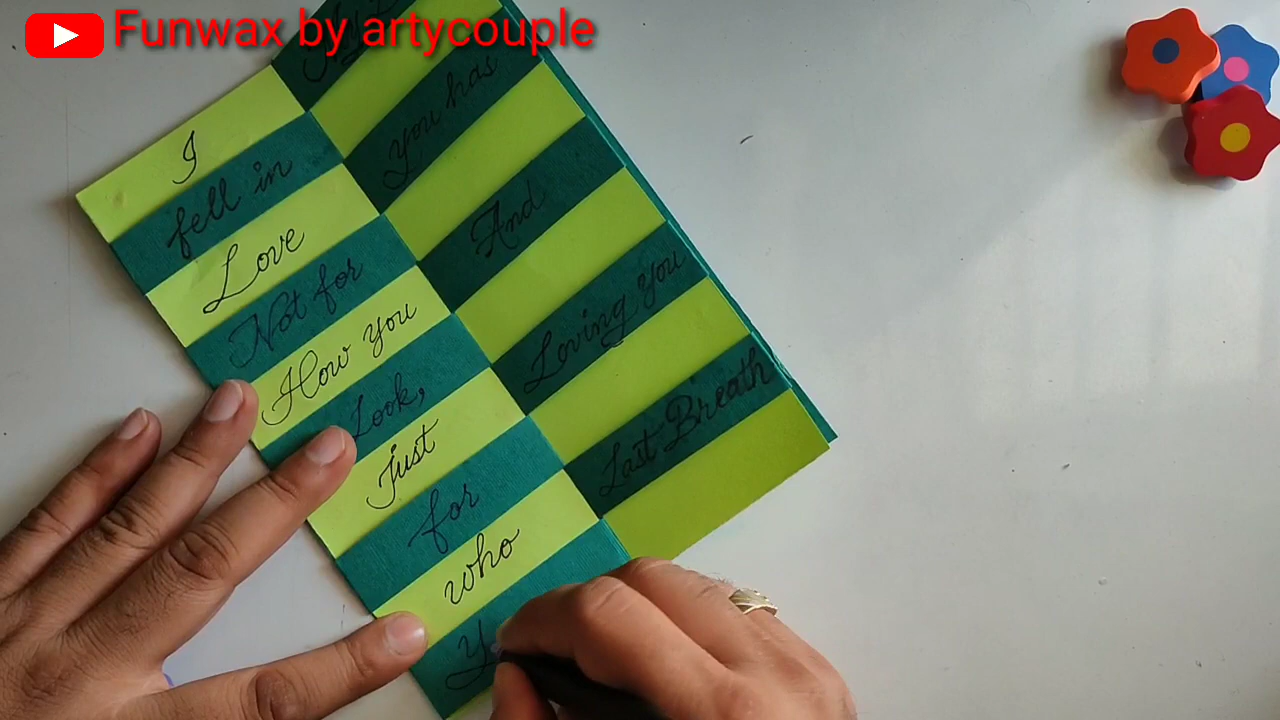 Funwax by artycouple
I
fell in
Love
Not for
How you
Look,
Just
for
who
Y
You has
And
Loving you
Last Breath